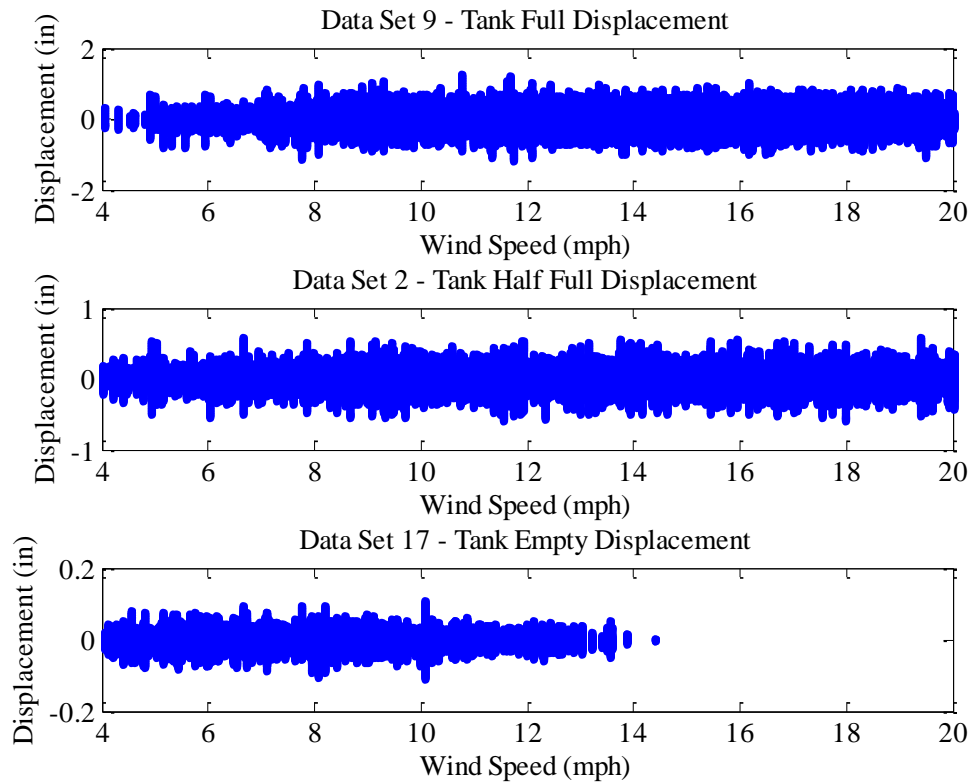 Data Set 9 - Tank Full Displacement
Displacement (in)
2
0
-2
4 6 8 10 12 14 16 18 20
Wind Speed (mph)
Data Set 2 - Tank Half Full Displacement
Displacement (in)
1
0
-1
4 6 8 10 12 14 16 18 20
Wind Speed (mph)
Data Set 17 - Tank Empty Displacement
Displacement (in)
0.2
0
-0.2
4 6 8 10 12 14 16 18 20
Wind Speed (mph)